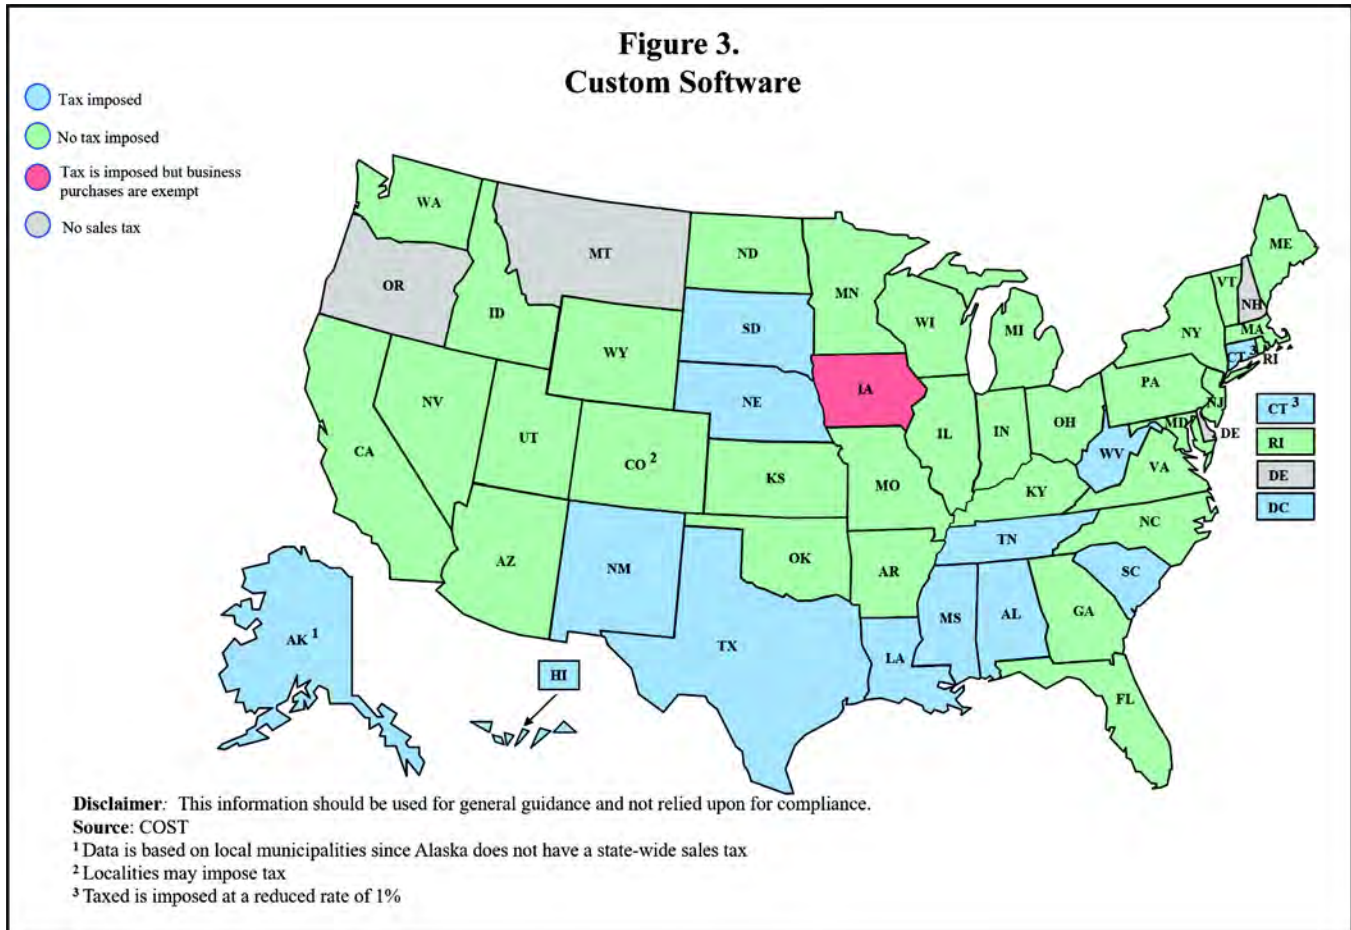 Figure 3.
Custom Software
Tax imposed
No tax imposed
Tax is imposed but business
purchases are exempt
No sales tax
WA
MT
ND
MN
ME
VT
NH
OR
ID
SD
WI
MI
NY
MA
CT 3
RI
WY
IA
PA
NJ
NE
NV
UT
IL
IN
OH
MD
DE
CA
CO 2
KS
MO
WV
VA
KY
CT 3
RI
DE
DC
NC
TN
AZ
NM
OK
AR
SC
MS
AL
GA
AK 1
TX
LA
HI
FL
Disclaimer: This information should be used for general guidance and not relied upon for compliance.
Source: COST
1 Data is based on local municipalities since Alaska does not have a state-wide sales tax
2 Localities may impose tax
3 Taxed is imposed at a reduced rate of 1%